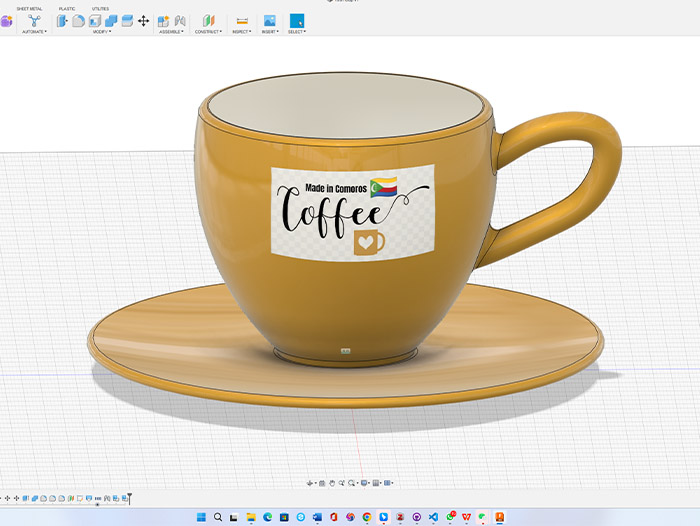 SHEET METAL PLASTIC UTILITIES
AUTOMATE MODIFY ASSEMBLE CONSTRUCT INSPECT INSERT SELECT
Made in Comoros
Coffee